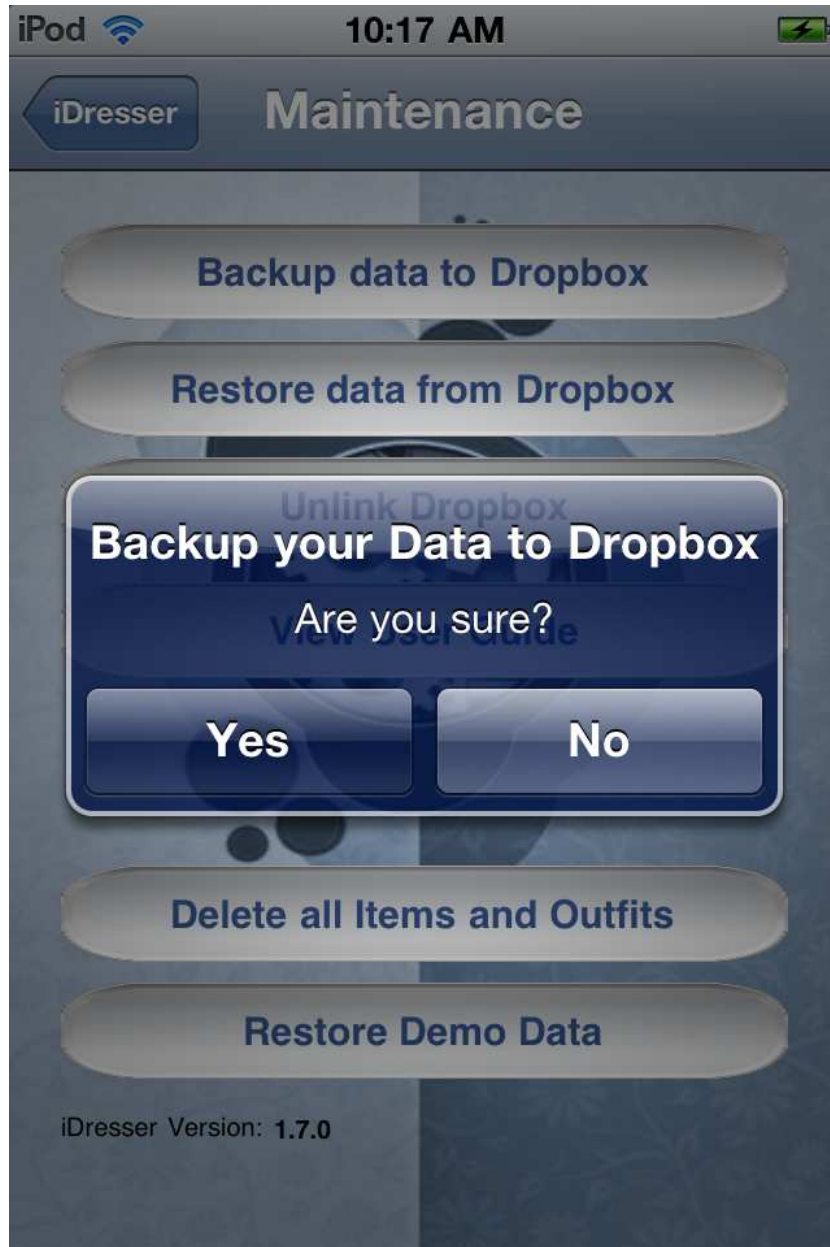 iPod 10:17 AM
iDresser Maintenance
Backup data to Dropbox
Restore data from Dropbox
Unlink Dropbox
Backup your Data to Dropbox
Are you sure?
View User Guide
Yes No
Delete all Items and Outfits
Restore Demo Data
iDresser Version: 1.7.0